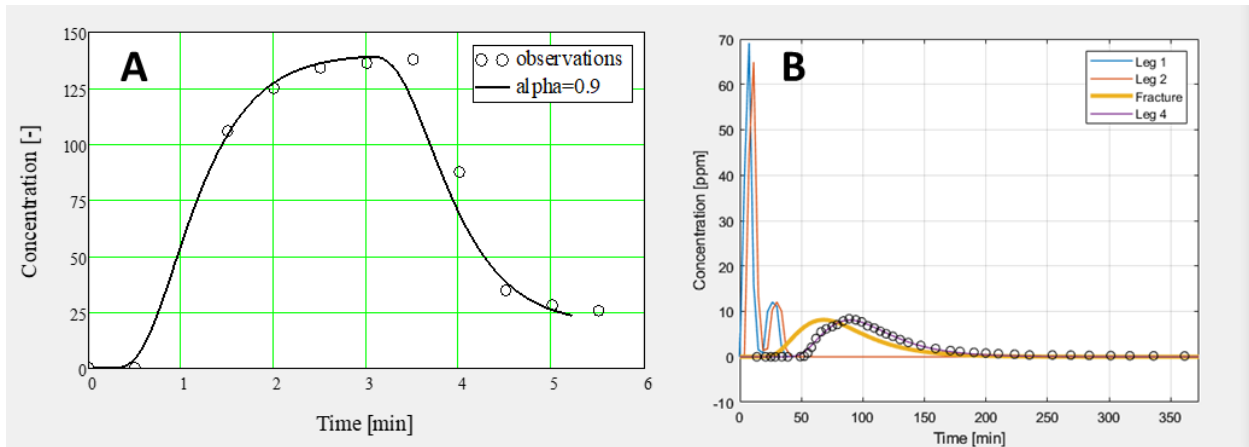 A
150
125
100
75
50
25
0
0 1 2 3 4 5 6
Concentration [-]
Time [min]
observations
alpha=0.9
B
70
60
50
40
30
20
10
0
-10
0 50 100 150 200 250 300 350
Concentration [ppm]
Time [min]
Leg 1
Leg 2
Fracture
Leg 4